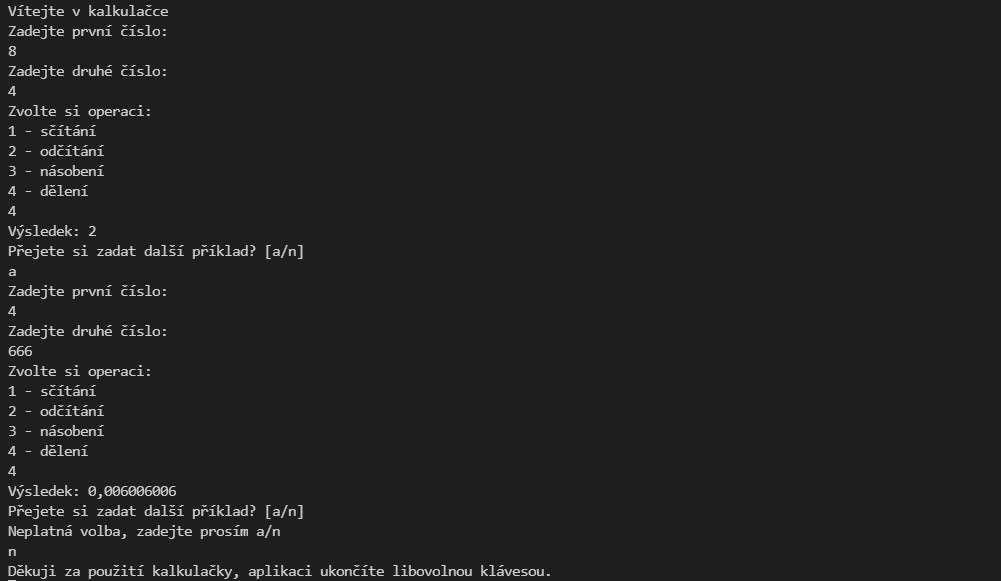 Vítejte v kalkulačce
Zadejte první číslo:
8
Zadejte druhé číslo:
4
Zvolte si operaci:
1 - sčítání
2 - odčítání
3 - násobení
4 - dělení
4
Výsledek: 2
Přejete si zadat další příklad? [a/n]
a
Zadejte první číslo:
4
Zadejte druhé číslo:
666
Zvolte si operaci:
1 - sčítání
2 - odčítání
3 - násobení
4 - dělení
4
Výsledek: 0,006006006
Přejete si zadat další příklad? [a/n]
Neplatná volba, zadejte prosím a/n
n
Děkuji za použití kalkulačky, aplikaci ukončíte libovolnou klávesou.